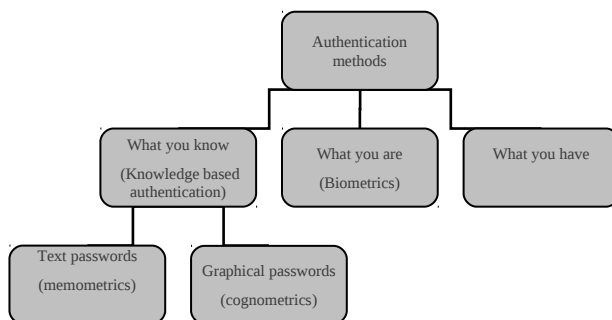 Authentication
methods
What you know
(Knowledge based
authentication)
What you are
(Biometrics)
What you have
Text passwords
(memometrics)
Graphical passwords
(cognometrics)